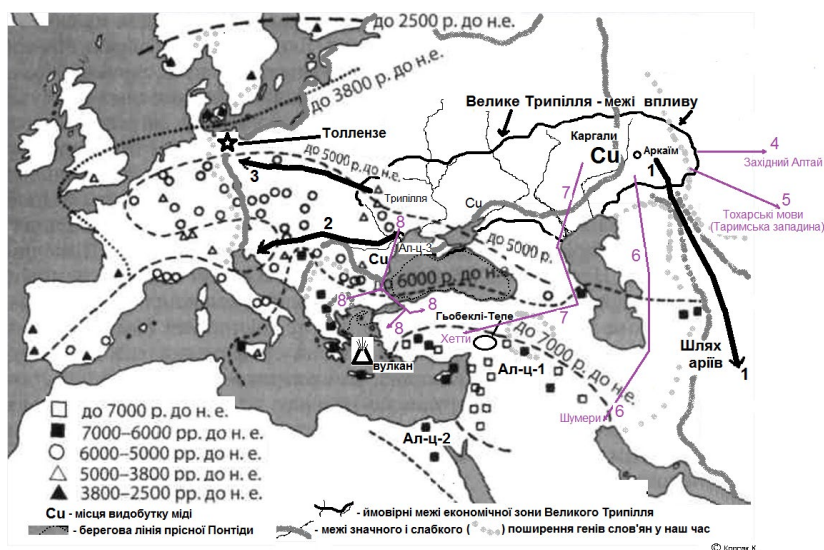 до 2500 р. до н.е.
до 3800 р. до н.е.
Велике Трипілля - межі впливу
Толлензе
Каргали
Cu
Аркаїм
4
Західний Алтай
до 5000 р. до н.е.
1
3
Трипілля
7
5
Тохарські мови
(Таримська западина)
Cu
8
2
Ал-ц-3
до 5000 р.
6
Cu
6000 р. до н.е.
8
8
8
Гьобеклі-Тепе
7
Хетти
до 7000 р. до н.е.
вулкан
Ал-ц-1
Шлях
аріїв
1
6
Шумери
Ал-ц-2
до 7000 р. до н.е.
7000–6000 рр. до н. е.
6000–5000 рр. до н.е.
5000–3800 рр. до н.е.
3800–2500 рр. до н.е.
Cu - місця видобутку міді
- берегова лінія прісної Понтіди
- ймовірні межі економічної зони Великого Трипілля
- межі значного і слабкого ( ) поширення генів слов'ян у наш час
©